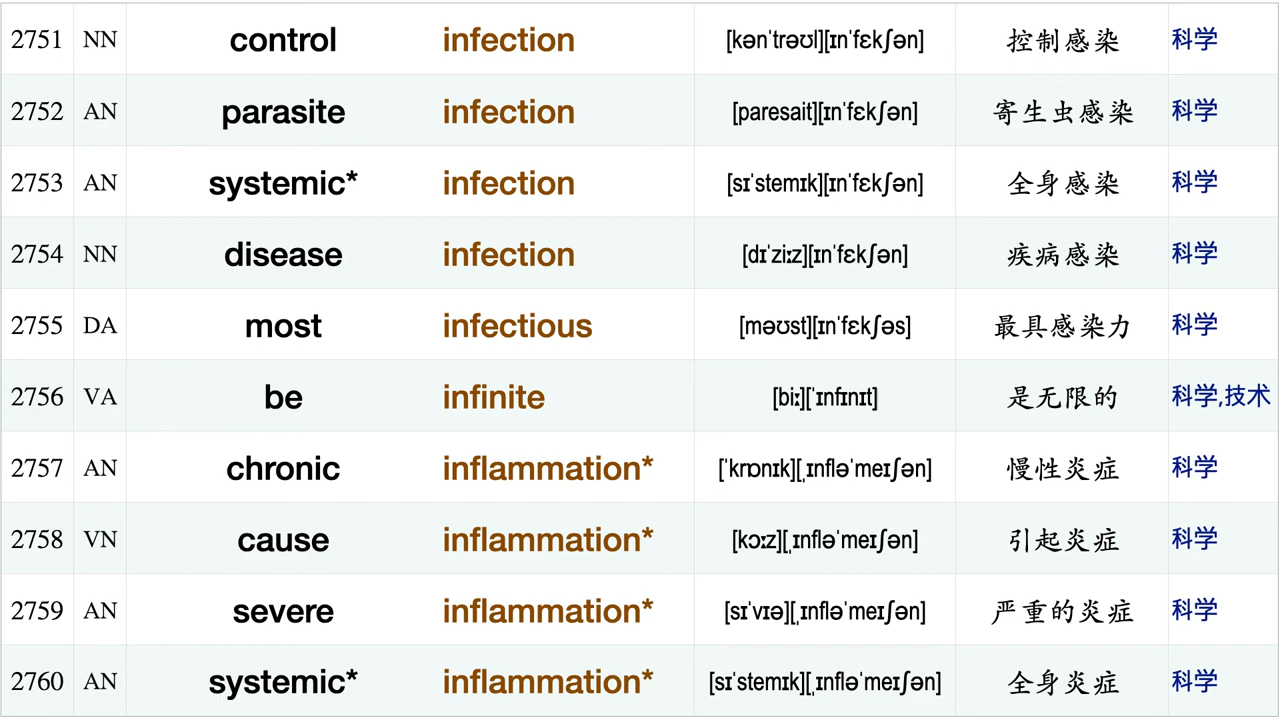 2751 NN control infection [kənˈtrəʊl][ɪnˈfɛkʃən] 控制感染 科学
2752 AN parasite infection [paresait][ɪnˈfɛkʃən] 寄生虫感染 科学
2753 AN systemic* infection [sɪˈstemɪk][ɪnˈfɛkʃən] 全身感染 科学
2754 NN disease infection [dɪˈziːz][ɪnˈfɛkʃən] 疾病感染 科学
2755 DA most infectious [məʊst][ɪnˈfɛkʃəs] 最具感染力 科学
2756 VA be infinite [biː][ˈɪnfɪnɪt] 是无限的 科学,技术
2757 AN chronic inflammation* [ˈkrɒnɪk][ˌɪnfləˈmeɪʃən] 慢性炎症 科学
2758 VN cause inflammation* [kɔːz][ˌɪnfləˈmeɪʃən] 引起炎症 科学
2759 AN severe inflammation* [sɪˈvɪə][ˌɪnfləˈmeɪʃən] 严重的炎症 科学
2760 AN systemic* inflammation* [sɪˈstemɪk][ˌɪnfləˈmeɪʃən] 全身炎症 科学